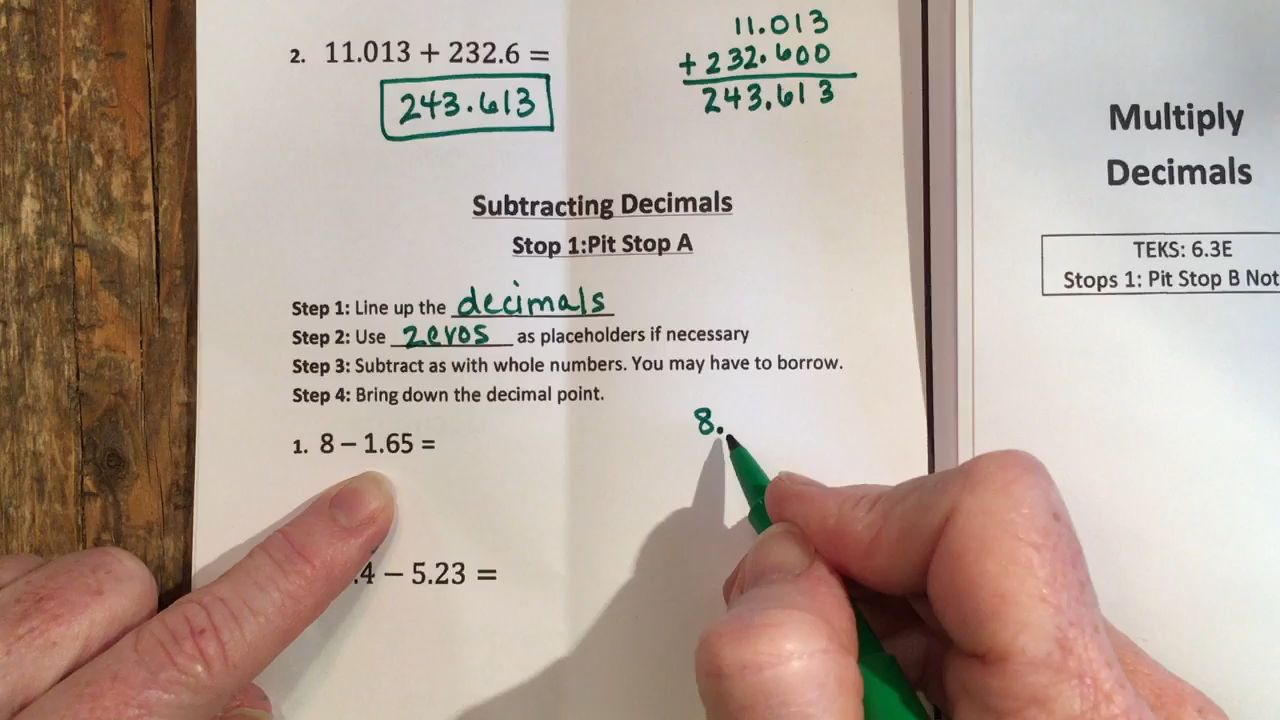 2. 11.013 + 232.6 =
243.613
11.013
+ 232.600
243.613
Subtracting Decimals
Stop 1:Pit Stop A
Step 1: Line up the decimals
Step 2: Use zeros as placeholders if necessary
Step 3: Subtract as with whole numbers. You may have to borrow.
Step 4: Bring down the decimal point.
1. 8 – 1.65 =
8.
.4 – 5.23 =
Multiply
Decimals
TEKS: 6.3E
Stops 1: Pit Stop B Not